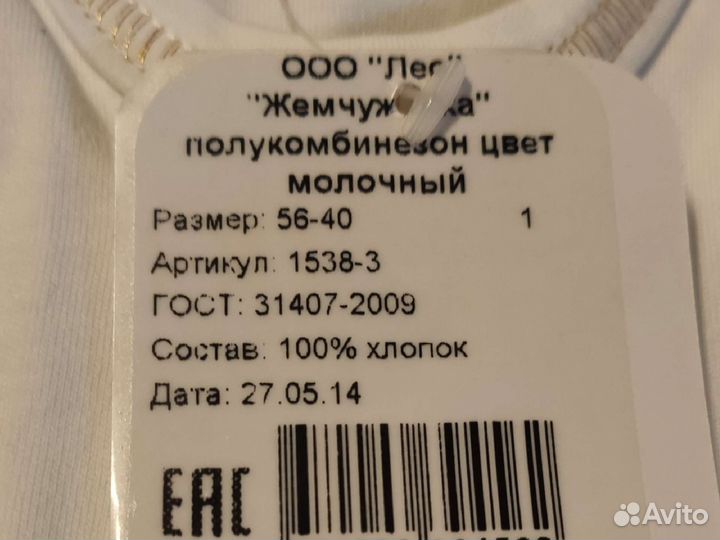 ООО "Лес"
полукомбинезон цвет
молочный
Размер: 56-40 1
Артикул: 1538-3
ГОСТ: 31407-2009
Состав: 100% хлопок
Дата: 27.05.14
EAC
Avito